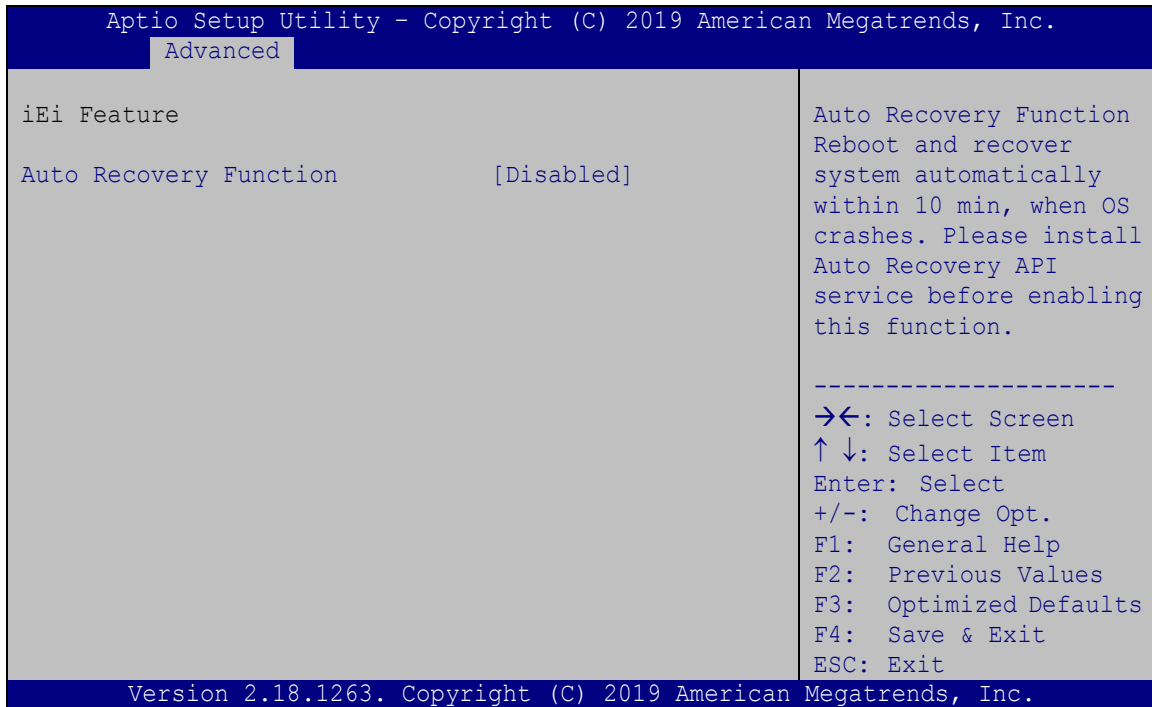 Aptio Setup Utility – Copyright (C) 2019 American Megatrends, Inc.
Advanced
iEi Feature
Auto Recovery Function [Disabled]
Auto Recovery Function
Reboot and recover
system automatically
within 10 min, when OS
crashes. Please install
Auto Recovery API
service before enabling
this function.
---------------------
→←: Select Screen
↑ ↓: Select Item
Enter: Select
+/-: Change Opt.
F1: General Help
F2: Previous Values
F3: Optimized Defaults
F4: Save & Exit
ESC: Exit
Version 2.18.1263. Copyright (C) 2019 American Megatrends, Inc.